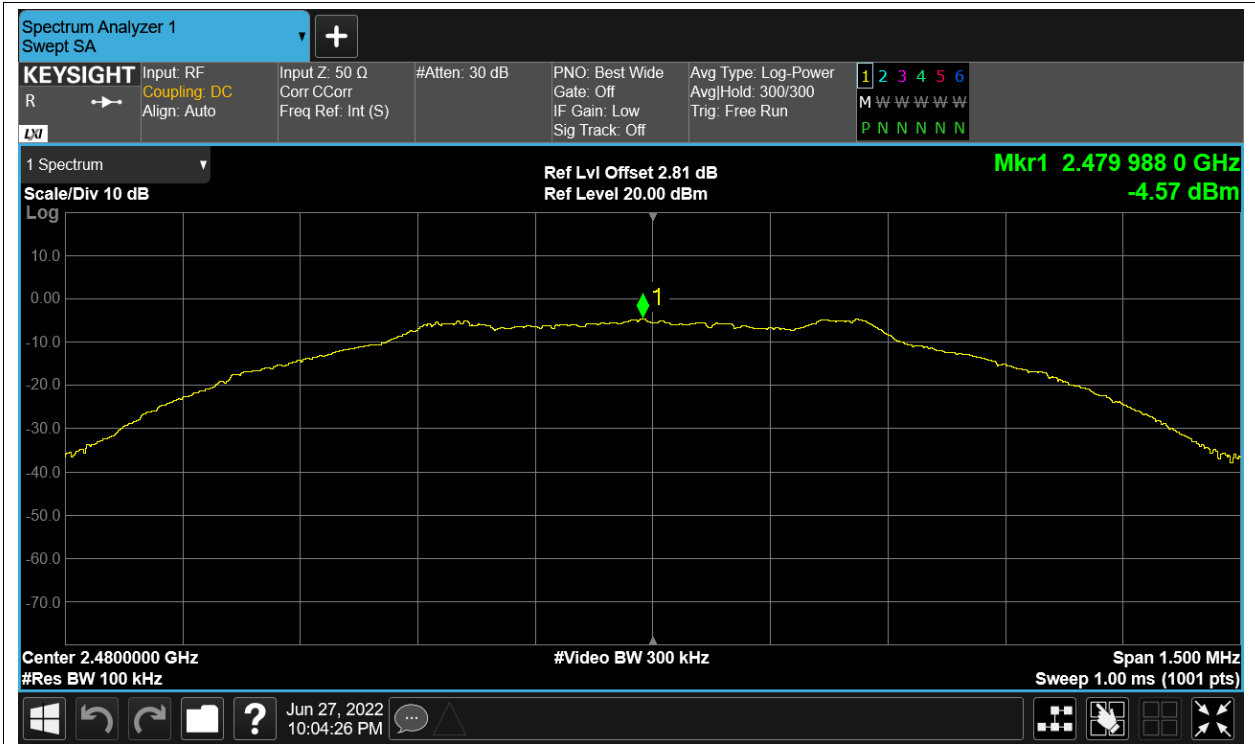 Spectrum Analyzer 1
Swept SA
KEYSIGHT
R
LXI
Input: RF
Coupling: DC
Align: Auto
Input Z: 50 Ω
Corr CCorr
Freq Ref: Int (S)
#Atten: 30 dB
PNO: Best Wide
Gate: Off
IF Gain: Low
Sig Track: Off
Avg Type: Log-Power
Avg|Hold: 300/300
Trig: Free Run
1 2 3 4 5 6
M W W W W W
P N N N N N
1 Spectrum
Scale/Div 10 dB
Log
Ref Lvl Offset 2.81 dB
Ref Level 20.00 dBm
Mkr1 2.479 988 0 GHz
-4.57 dBm
10.0
0.00
-10.0
-20.0
-30.0
-40.0
-50.0
-60.0
-70.0
1
Center 2.4800000 GHz
#Res BW 100 kHz
#Video BW 300 kHz
Span 1.500 MHz
Sweep 1.00 ms (1001 pts)
?
Jun 27, 2022
10:04:26 PM